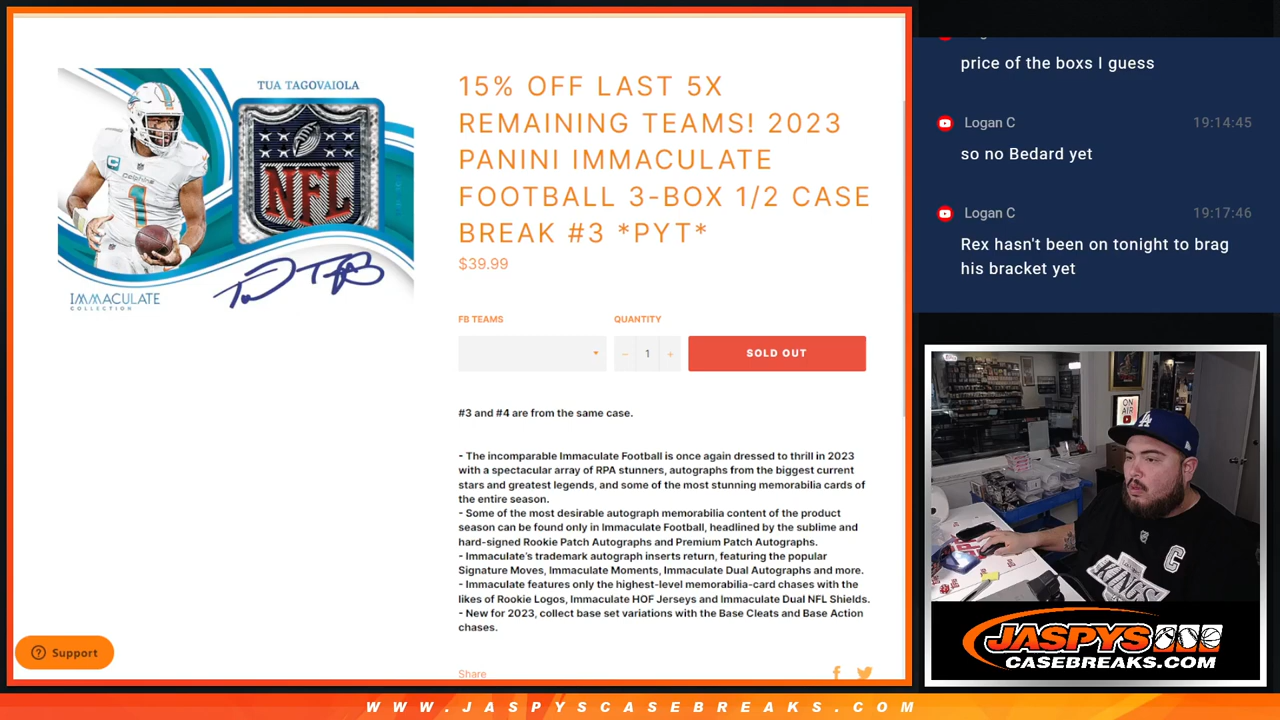 TUA TAGOVAIOLA
NFL
IMMACULATE
COLLECTION
15% OFF LAST 5X
REMAINING TEAMS! 2023
PANINI IMMACULATE
FOOTBALL 3-BOX 1/2 CASE
BREAK #3 *PYT*
$39.99
FB TEAMS
QUANTITY
− 1 +
SOLD OUT
#3 and #4 are from the same case.
- The incomparable Immaculate Football is once again dressed to thrill in 2023
with a spectacular array of RPA stunners, autographs from the biggest current
stars and greatest legends, and some of the most stunning memorabilia cards of
the entire season.
- Some of the most desirable autograph memorabilia content of the product
season can be found only in Immaculate Football, headlined by the sublime and
hard-signed Rookie Patch Autographs and Premium Patch Autographs.
- Immaculate's trademark autograph inserts return, featuring the popular
Signature Moves, Immaculate Moments, Immaculate Dual Autographs and more.
- Immaculate features only the highest-level memorabilia-card chases with the
likes of Rookie Logos, Immaculate HOF Jerseys and Immaculate Dual NFL Shields.
- New for 2023, collect base set variations with the Base Cleats and Base Action
chases.
Share
Support
price of the boxs I guess
Logan C 19:14:45
so no Bedard yet
Logan C 19:17:46
Rex hasn't been on tonight to brag
his bracket yet
ON
AIR
LA
C
KINGS
JASPYS
CASEBREAKS.COM
WWW.JASPYSCASEBREAKS.COM